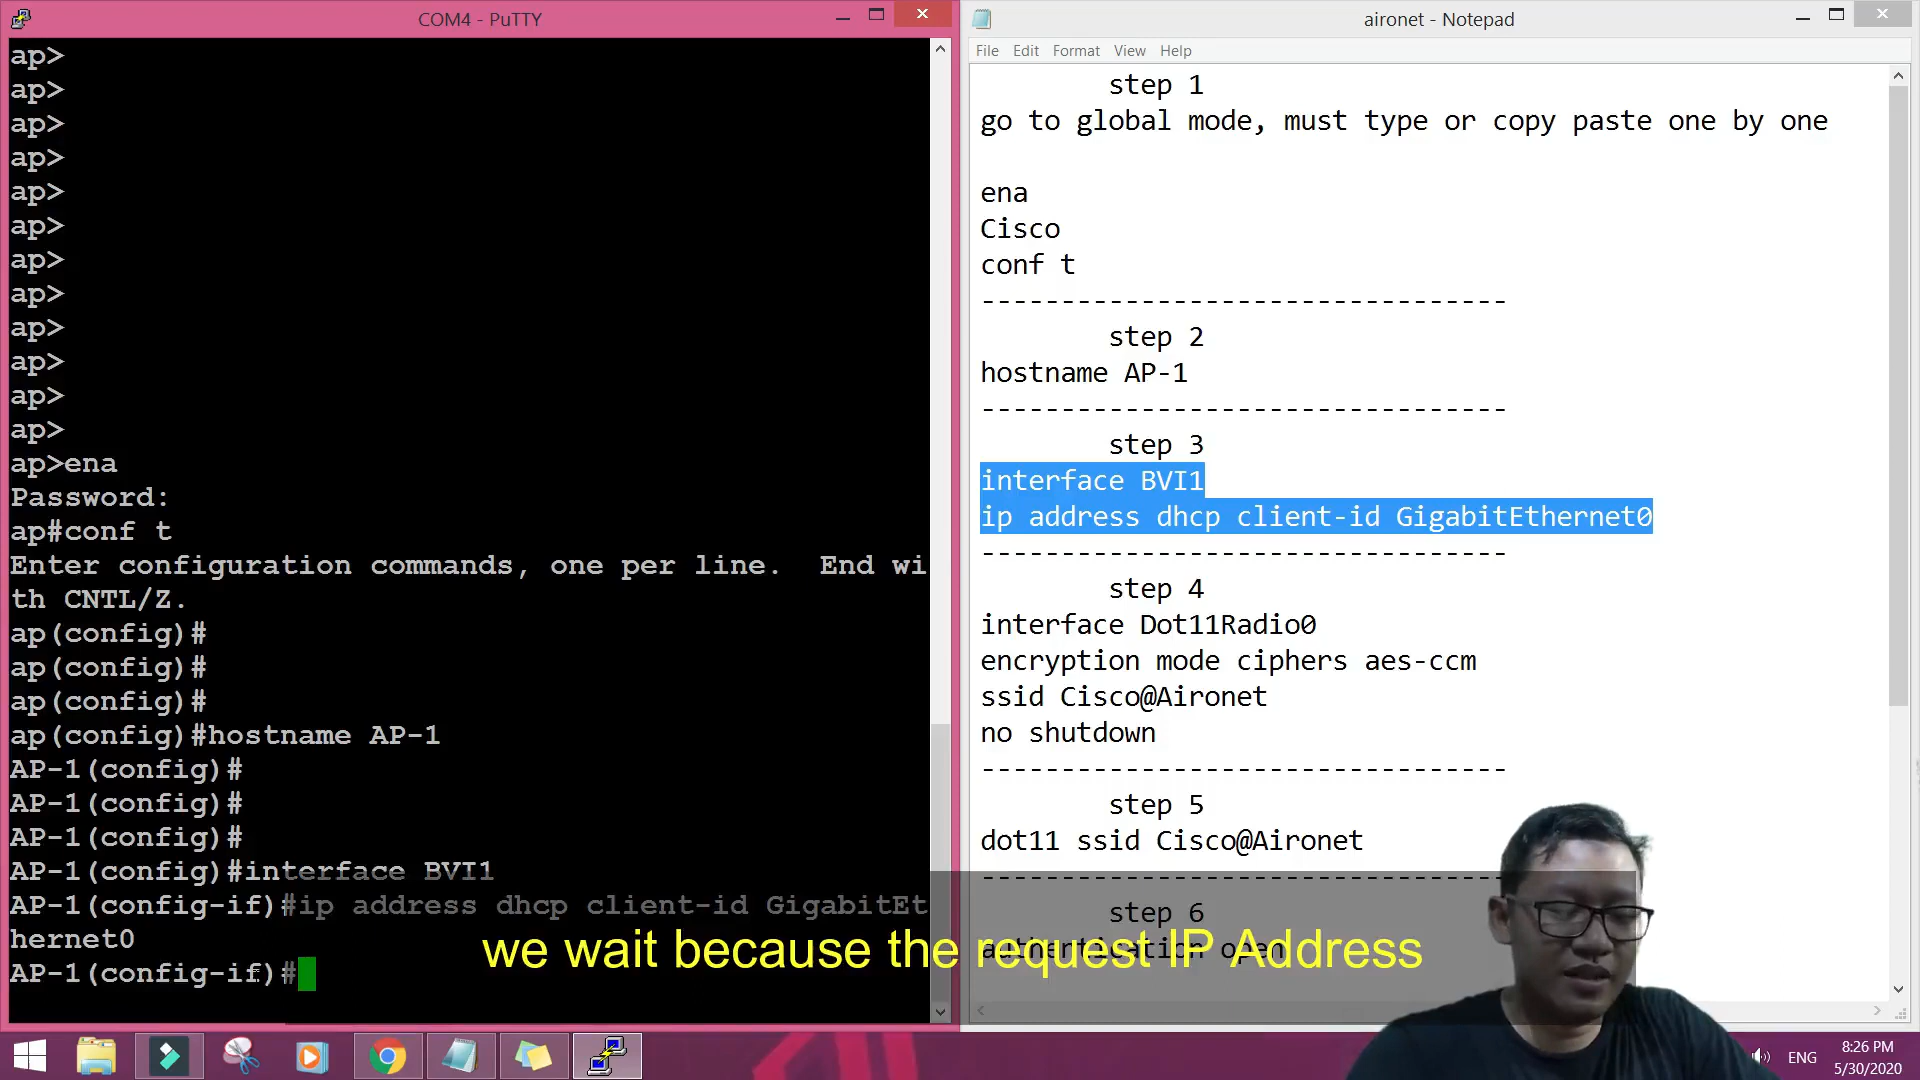 COM4 - PuTTY
ap>
ap>
ap>
ap>
ap>
ap>
ap>
ap>
ap>
ap>
ap>
ap>
ap>ena
Password:
ap#conf t
Enter configuration commands, one per line.  End wi
th CNTL/Z.
ap(config)#
ap(config)#
ap(config)#
ap(config)#hostname AP-1
AP-1(config)#
AP-1(config)#
AP-1(config)#
AP-1(config)#interface BVI1
AP-1(config-if)#ip address dhcp client-id GigabitEt
hernet0
AP-1(config-if)#
aironet - Notepad
File Edit Format View Help
step 1
go to global mode, must type or copy paste one by one
ena
Cisco
conf t
---------------------------------
step 2
hostname AP-1
---------------------------------
step 3
interface BVI1
ip address dhcp client-id GigabitEthernet0
---------------------------------
step 4
interface Dot11Radio0
encryption mode ciphers aes-ccm
ssid Cisco@Aironet
no shutdown
---------------------------------
step 5
dot11 ssid Cisco@Aironet
---------------------------------
step 6
authentication open
we wait because the request IP Address
ENG
8:26 PM
5/30/2020